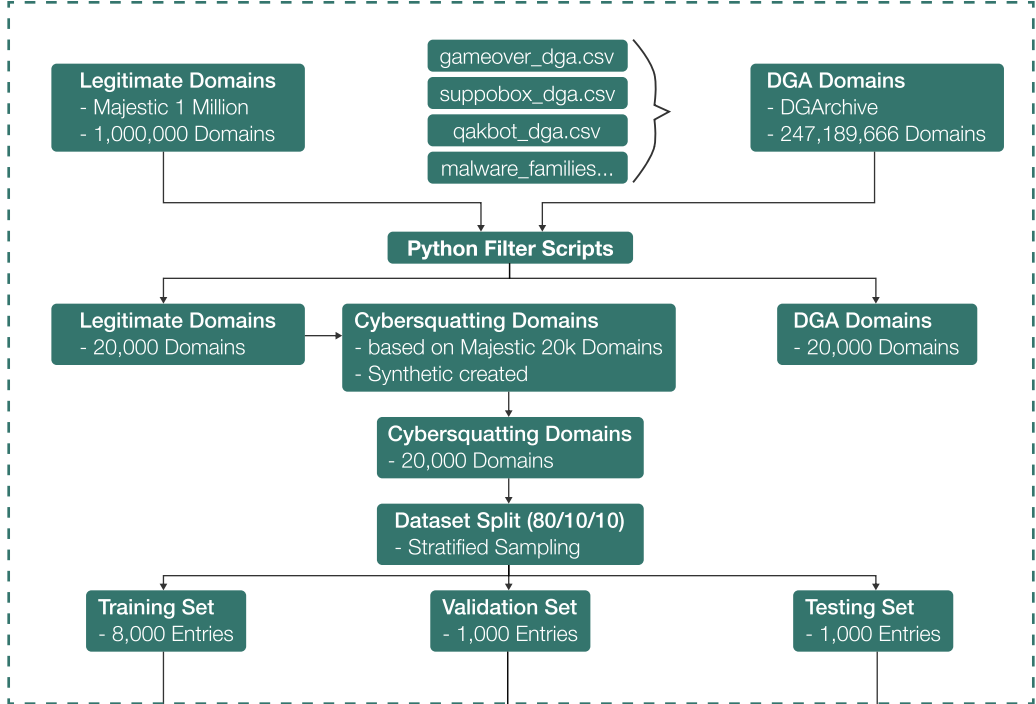 Legitimate Domains
- Majestic 1 Million
- 1,000,000 Domains
gameover_dga.csv
suppobox_dga.csv
qakbot_dga.csv
malware_families...
DGA Domains
- DGArchive
- 247,189,666 Domains
Python Filter Scripts
Legitimate Domains
- 20,000 Domains
Cybersquatting Domains
- based on Majestic 20k Domains
- Synthetic created
DGA Domains
- 20,000 Domains
Cybersquatting Domains
- 20,000 Domains
Dataset Split (80/10/10)
- Stratified Sampling
Training Set
- 8,000 Entries
Validation Set
- 1,000 Entries
Testing Set
- 1,000 Entries